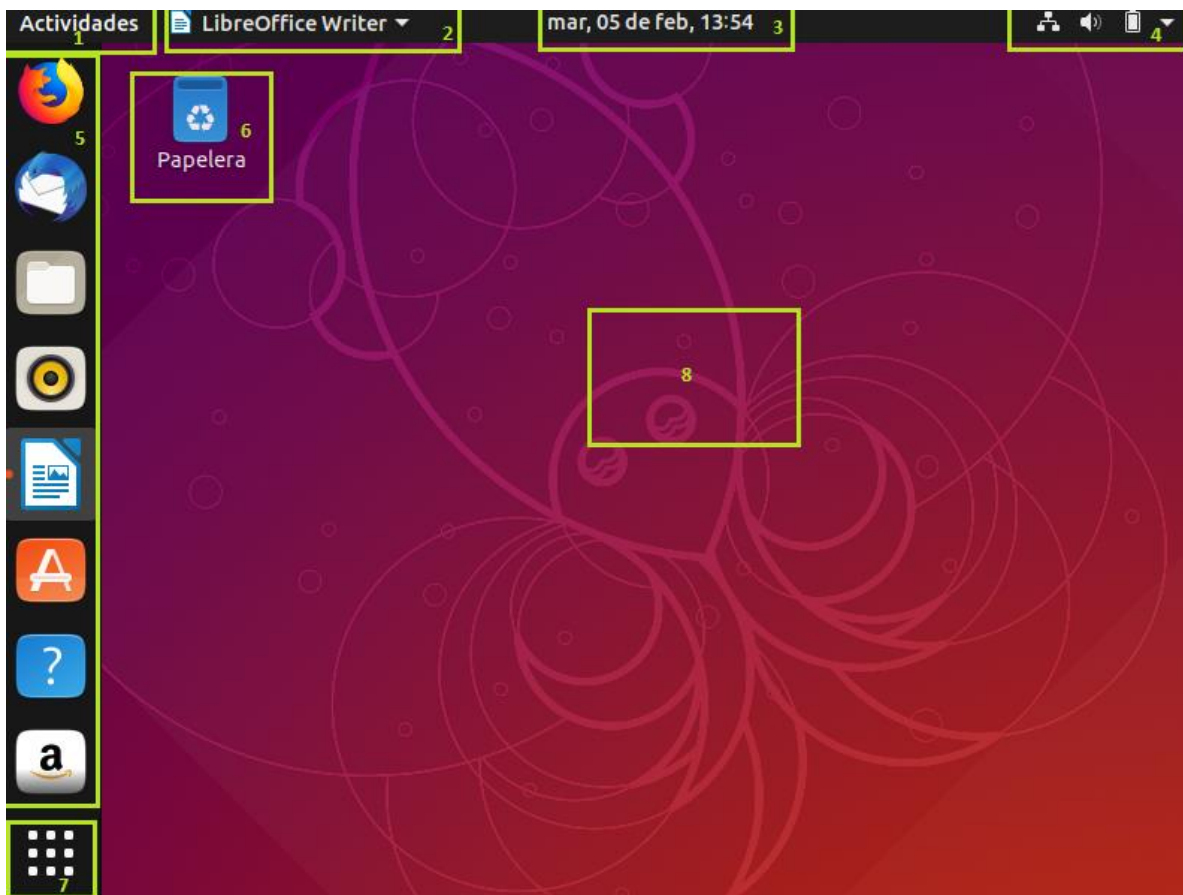 Actividades
1
LibreOffice Writer
2
mar, 05 de feb, 13:54
3
4
5
6
Papelera
8
?
a
7